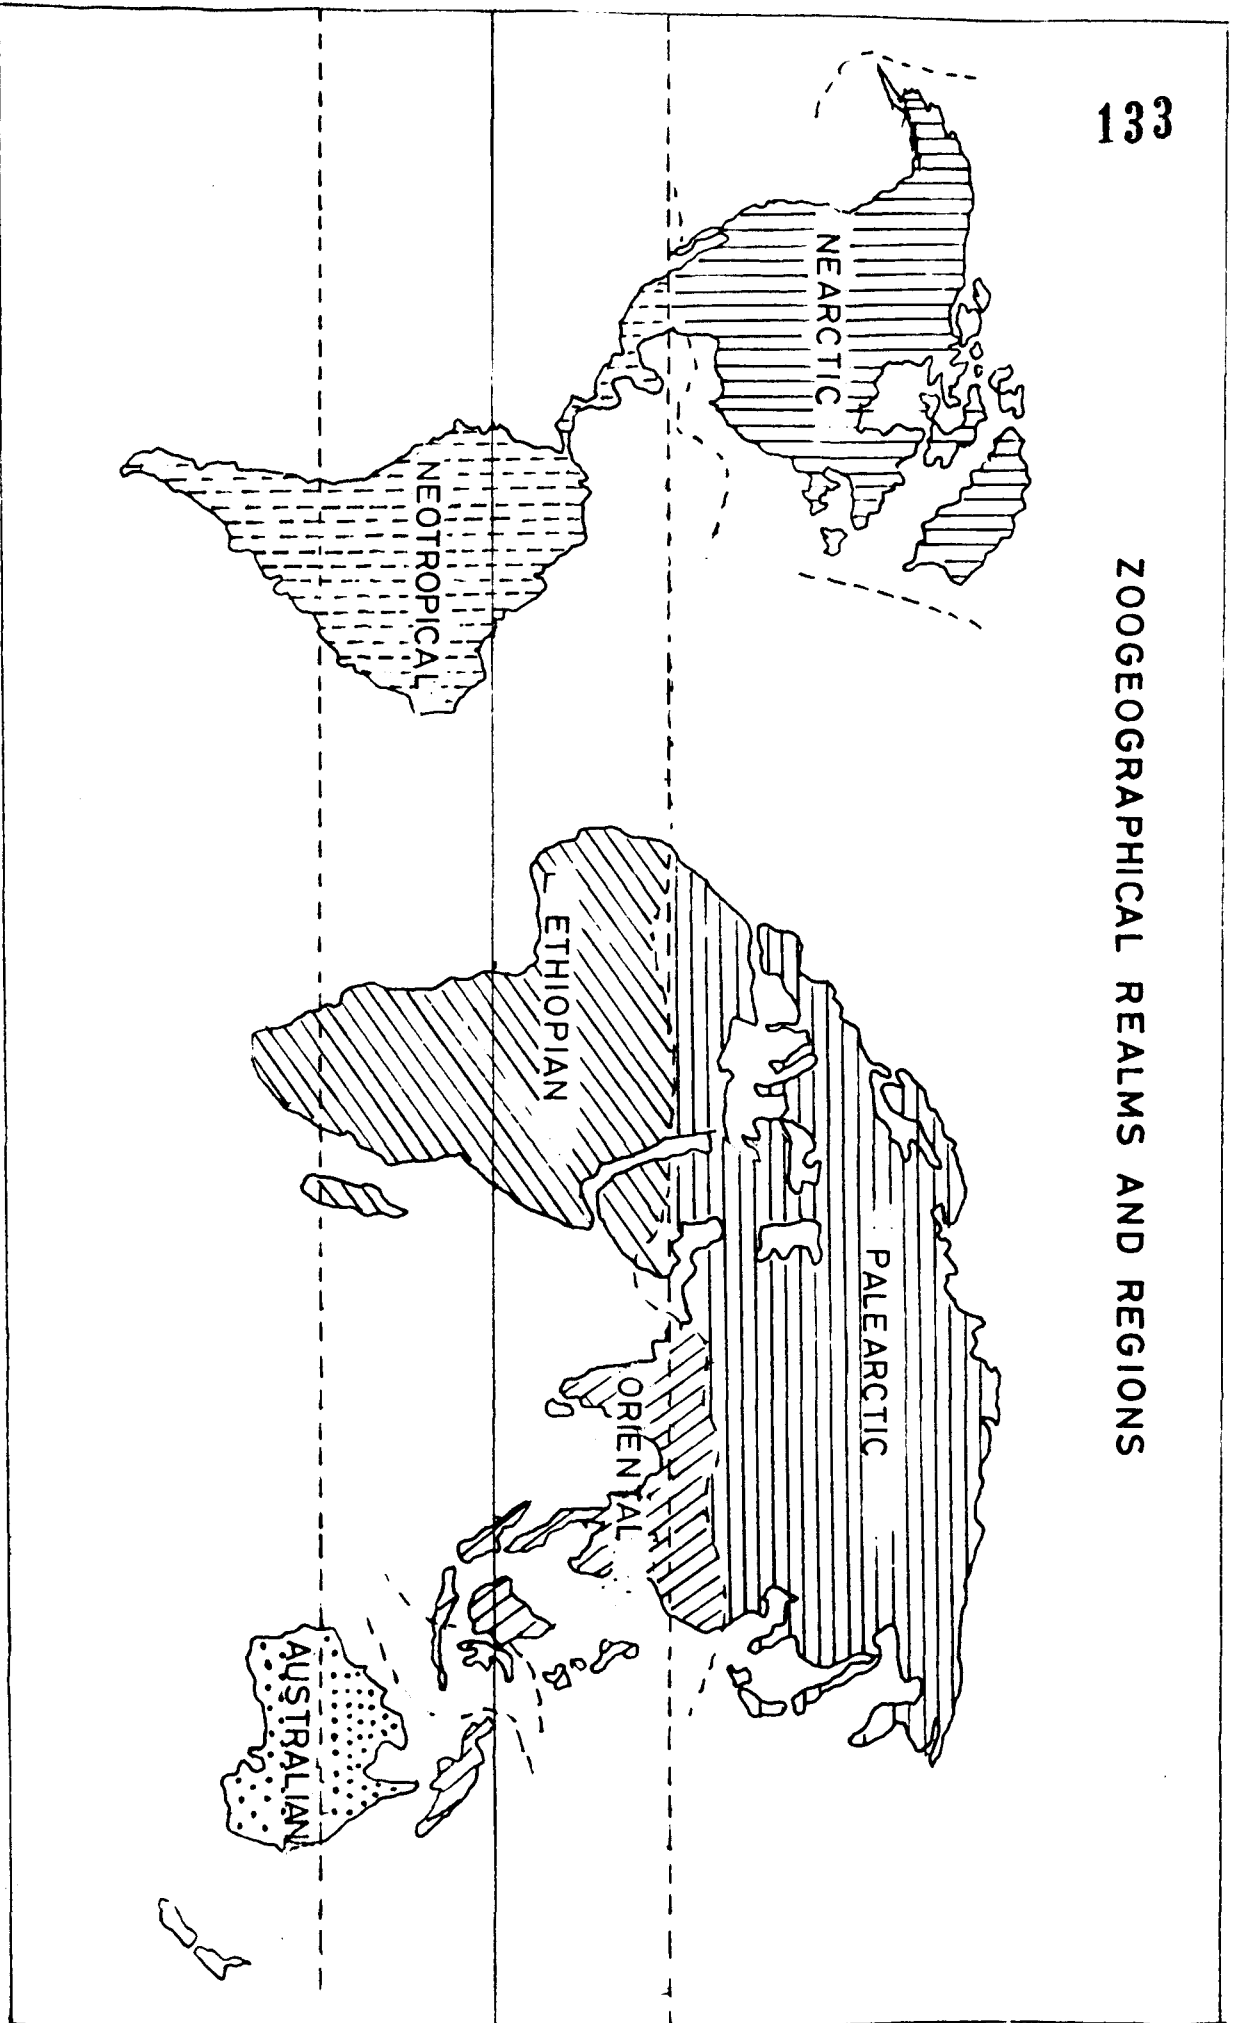 133
ZOOGEOGRAPHICAL REALMS AND REGIONS
NEARCTIC
PALEARCTIC
NEOTROPICAL
ETHIOPIAN
ORIENTAL
AUSTRALIAN